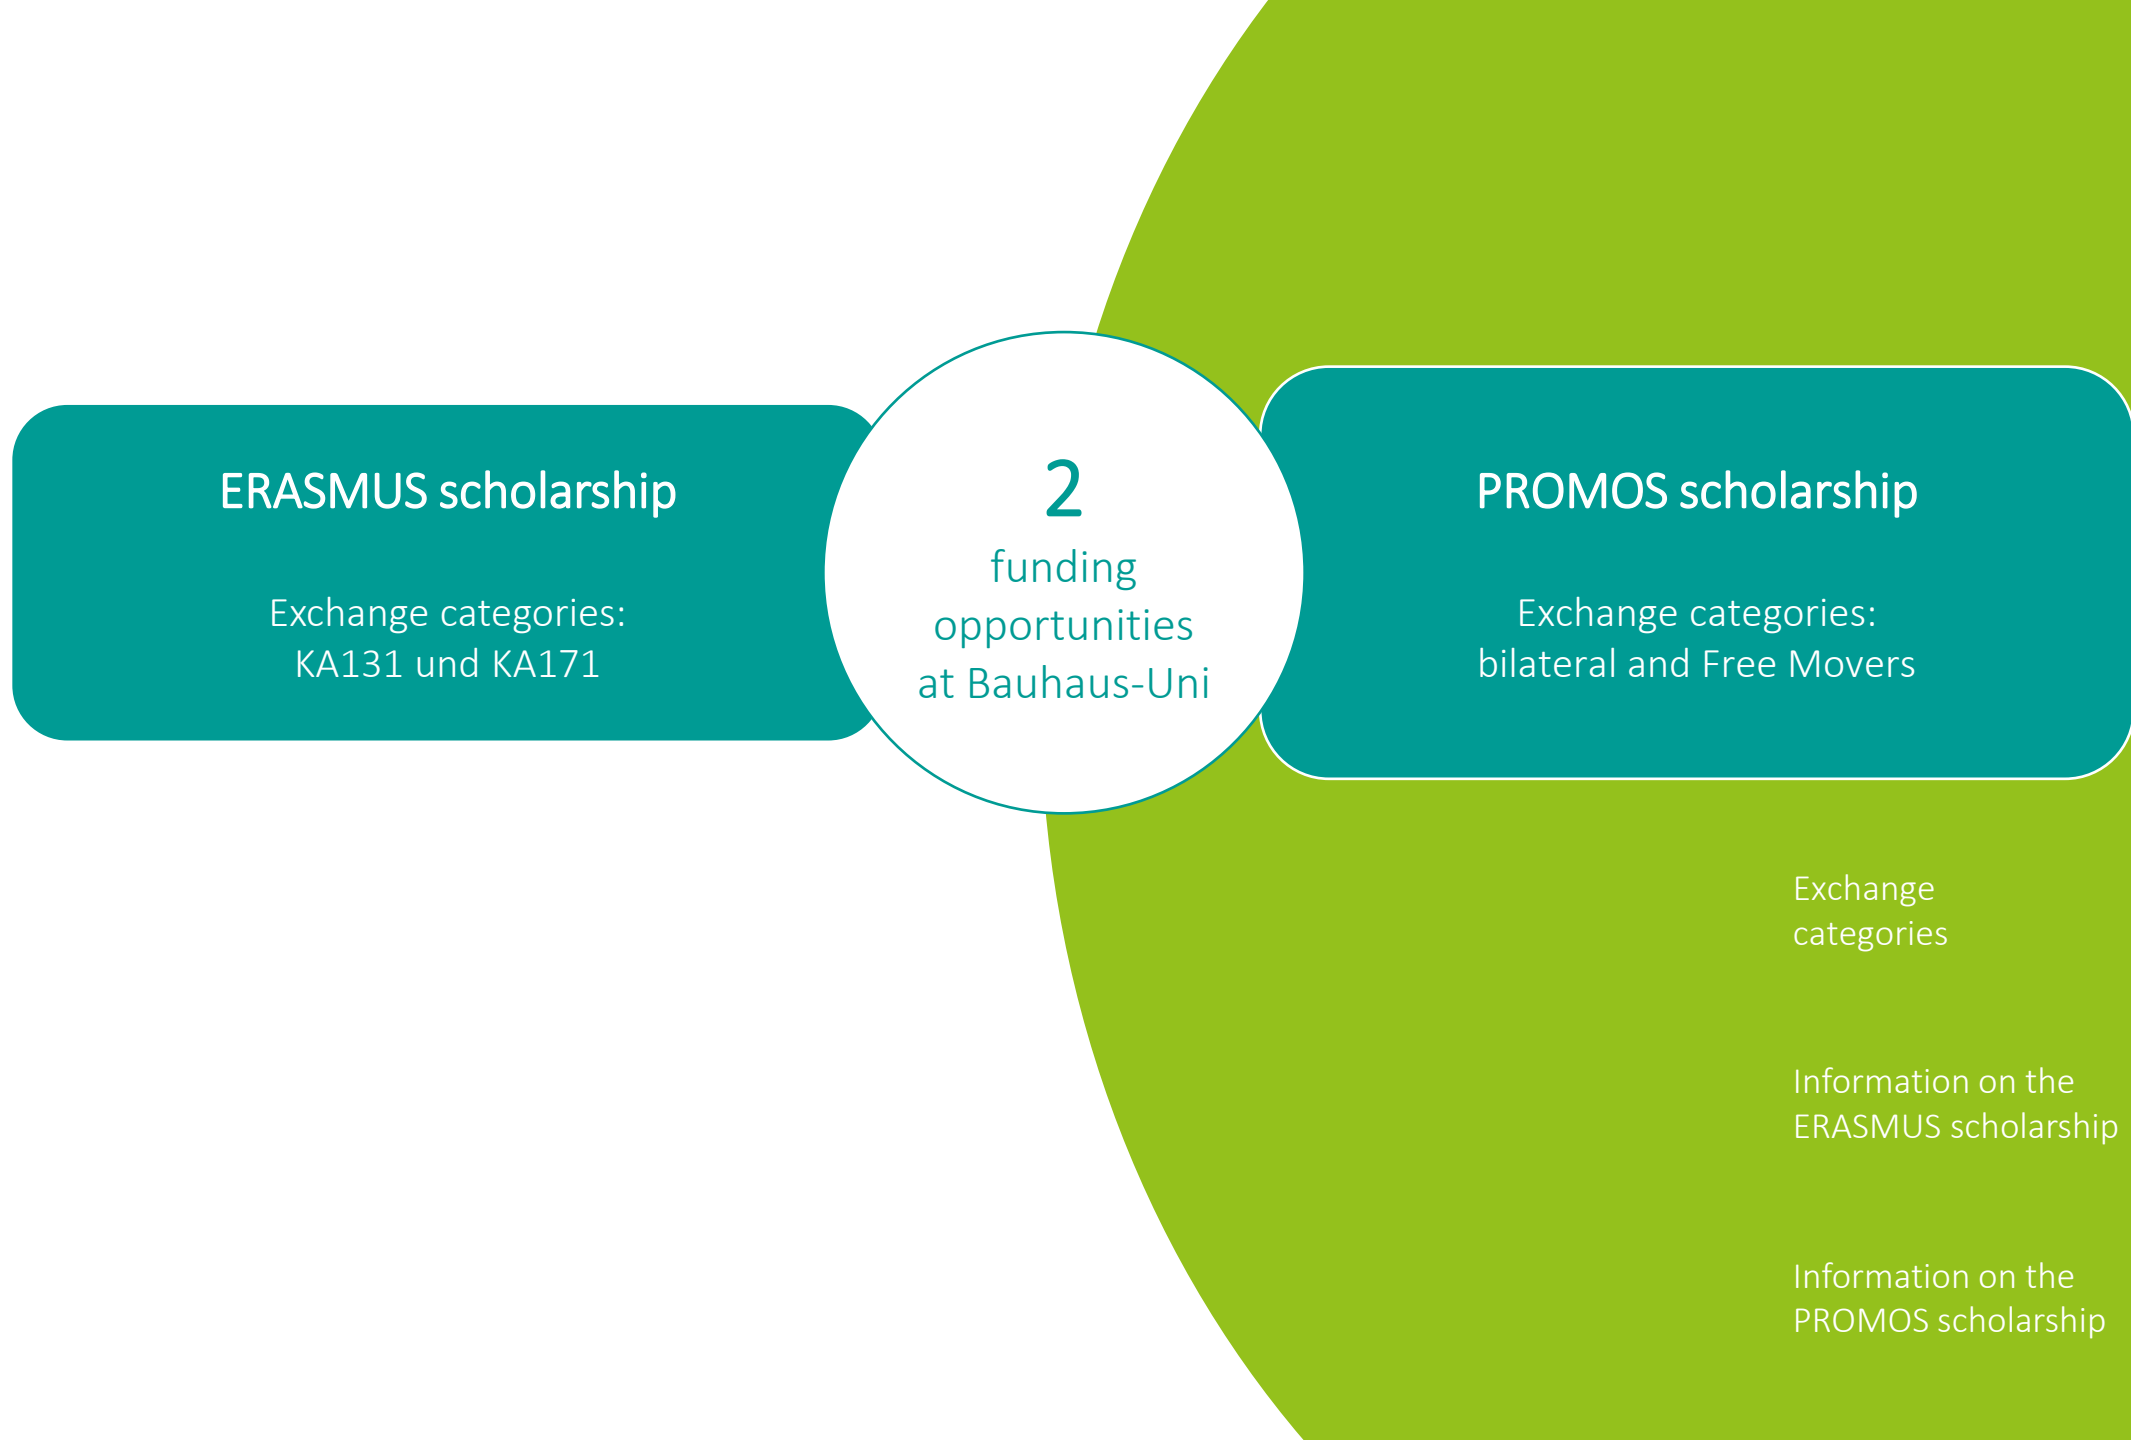 ERASMUS scholarship
Exchange categories:
KA131 und KA171
2
funding
opportunities
at Bauhaus-Uni
PROMOS scholarship
Exchange categories:
bilateral and Free Movers
Exchange
categories
Information on the
ERASMUS scholarship
Information on the
PROMOS scholarship